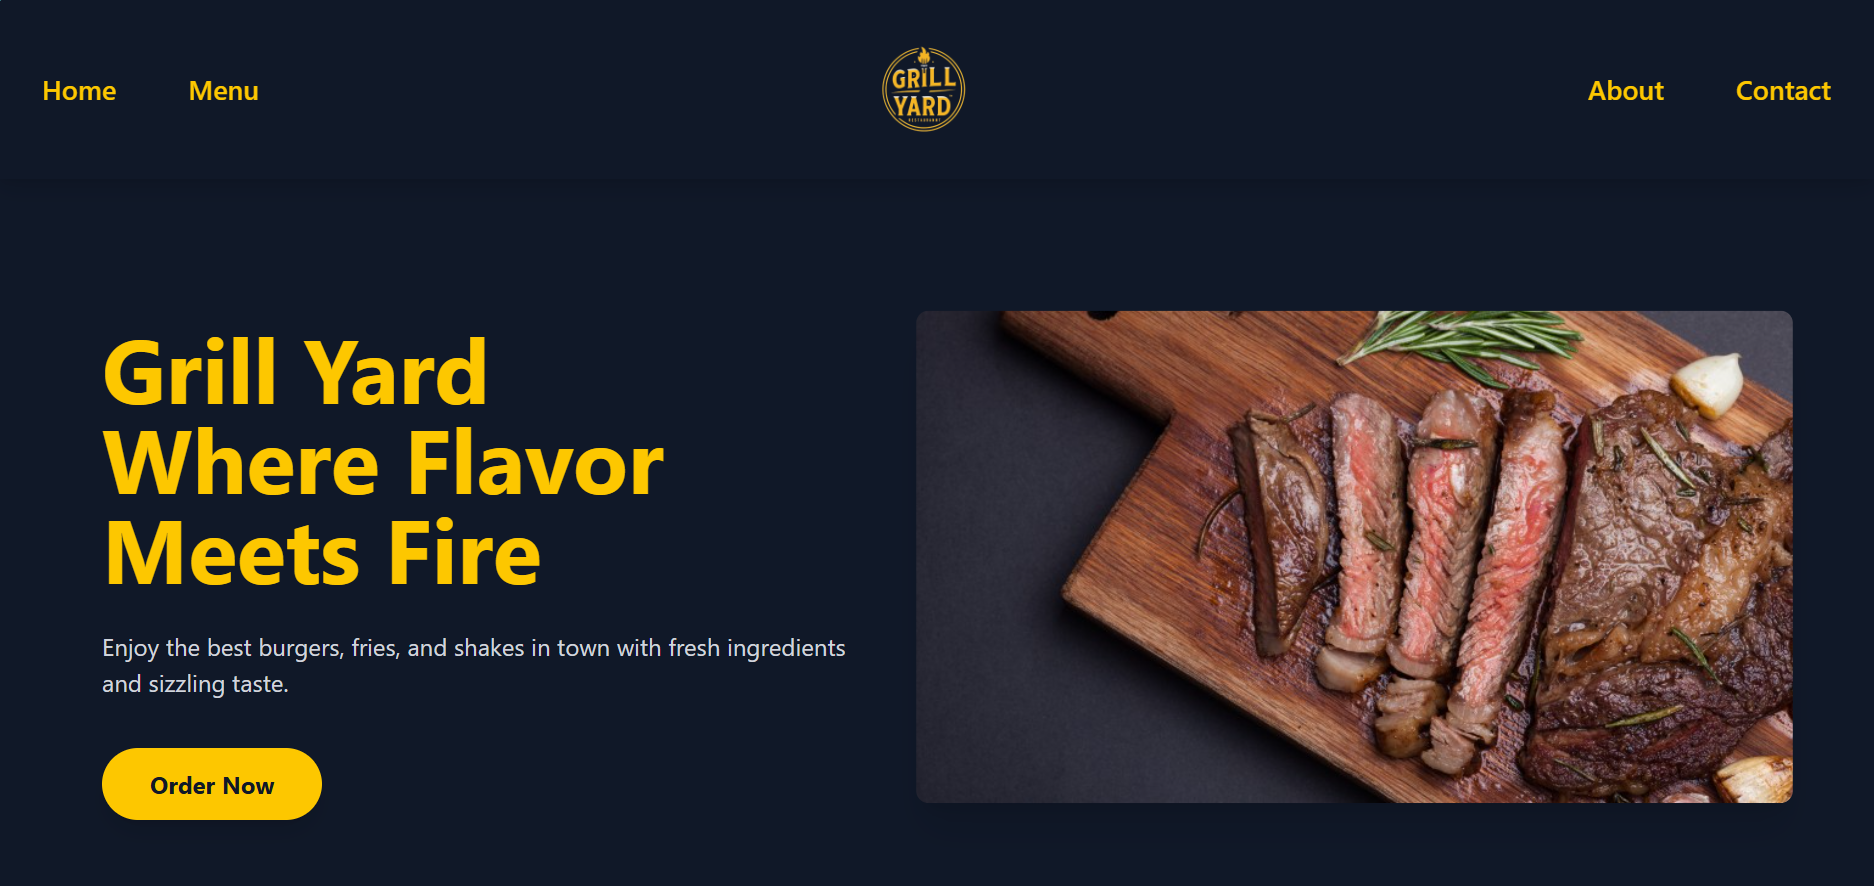 Home
Menu
GRILL
YARD
RESTAURANT
About
Contact
Grill Yard
Where Flavor
Meets Fire
Enjoy the best burgers, fries, and shakes in town with fresh ingredients
and sizzling taste.
Order Now